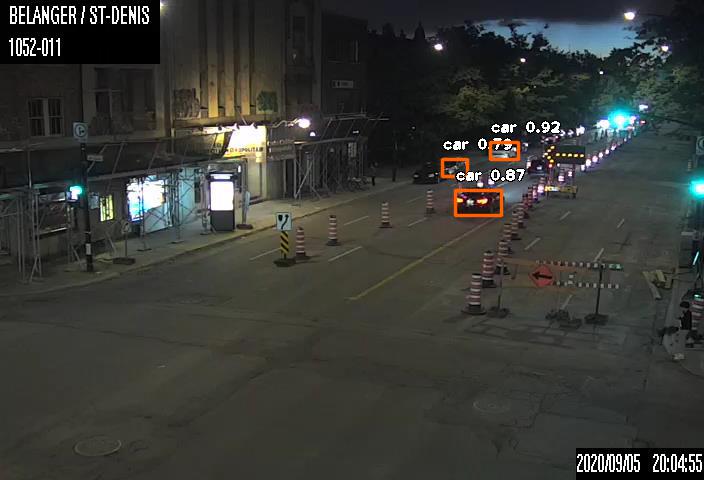 BELANGER / ST-DENIS
1052-011
car 0.92
car 0.79
car 0.87
2020/09/05 20:04:55